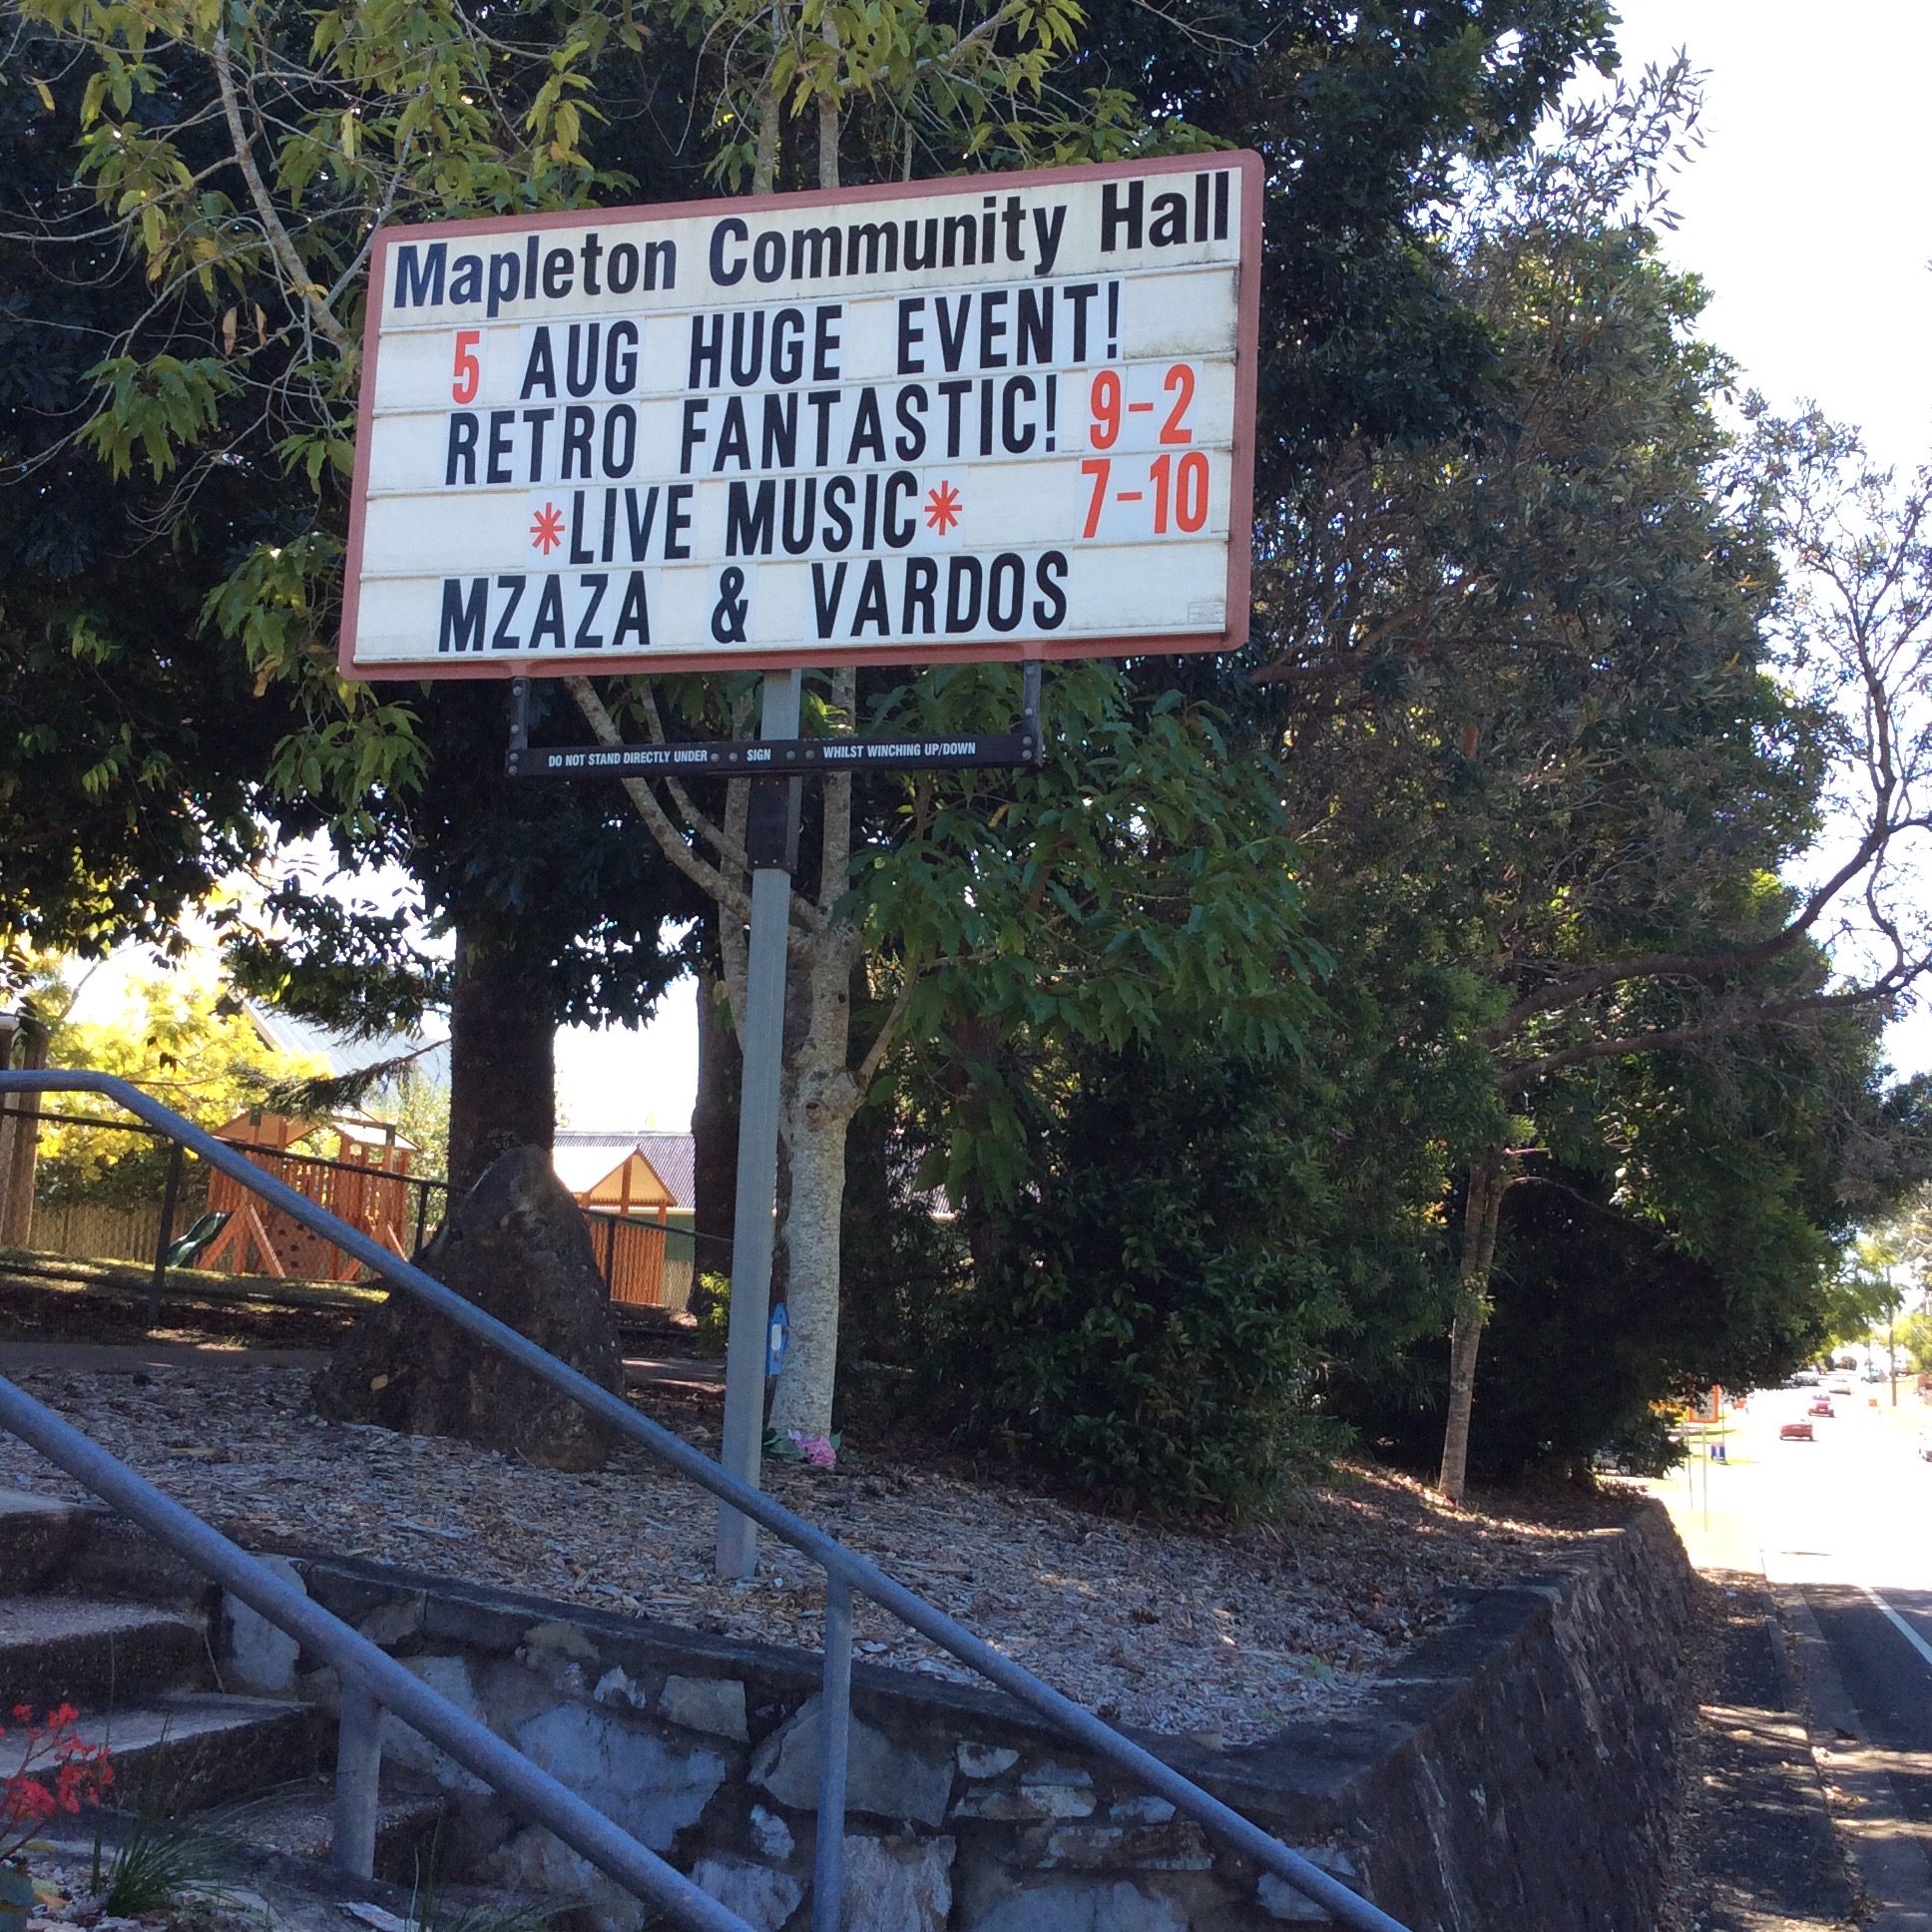 Mapleton Community Hall
5 AUG HUGE EVENT!
RETRO FANTASTIC! 9-2
*LIVE MUSIC* 7-10
MZAZA & VARDOS
DO NOT STAND DIRECTLY UNDER SIGN WHILST WINCHING UP/DOWN